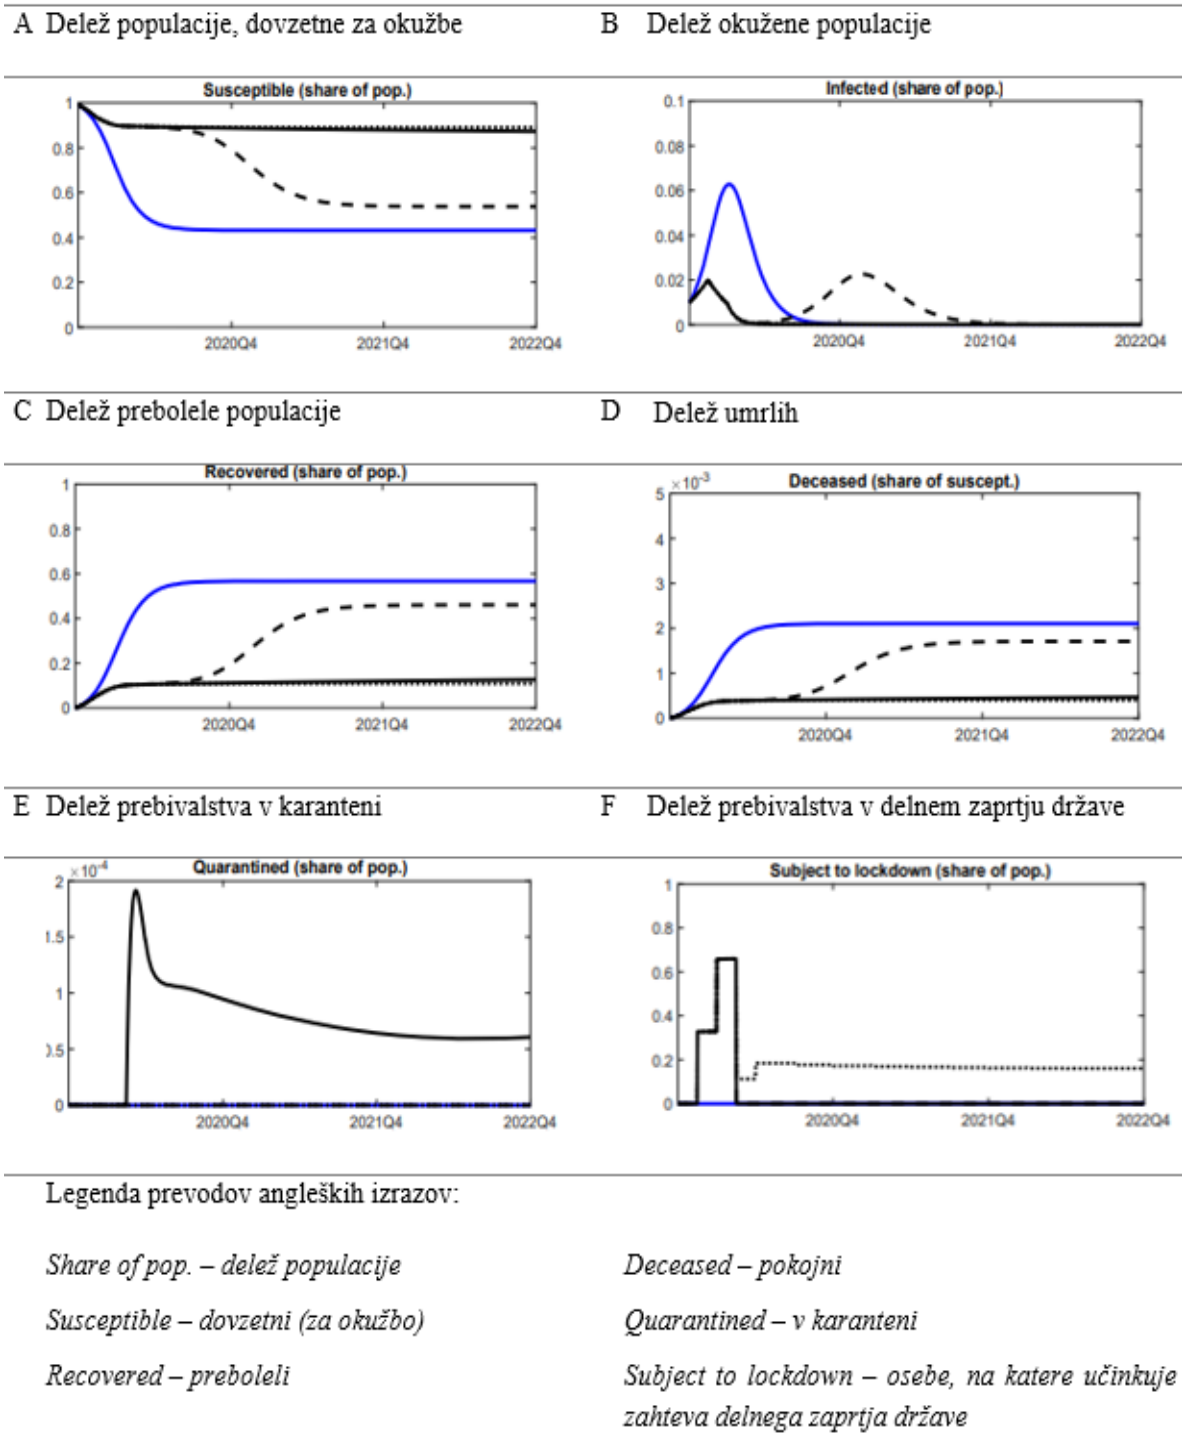 A Delež populacije, dovzetne za okužbe
B Delež okužene populacije
Susceptible (share of pop.)
1
0.8
0.6
0.4
0.2
0
2020Q4 2021Q4 2022Q4
Infected (share of pop.)
0.1
0.08
0.06
0.04
0.02
0
2020Q4 2021Q4 2022Q4
C Delež prebolele populacije
D Delež umrlih
Recovered (share of pop.)
1
0.8
0.6
0.4
0.2
0
2020Q4 2021Q4 2022Q4
Deceased (share of suscept.)
×10⁻³
5
4
3
2
1
0
2020Q4 2021Q4 2022Q4
E Delež prebivalstva v karanteni
F Delež prebivalstva v delnem zaprtju države
Quarantined (share of pop.)
×10⁻⁴
2
1.5
1
0.5
0
2020Q4 2021Q4 2022Q4
Subject to lockdown (share of pop.)
1
0.8
0.6
0.4
0.2
0
2020Q4 2021Q4 2022Q4
Legenda prevodov angleških izrazov:
Share of pop. – delež populacije
Susceptible – dovzetni (za okužbo)
Recovered – preboleli
Deceased – pokojni
Quarantined – v karanteni
Subject to lockdown – osebe, na katere učinkuje
zahteva delnega zaprtja države